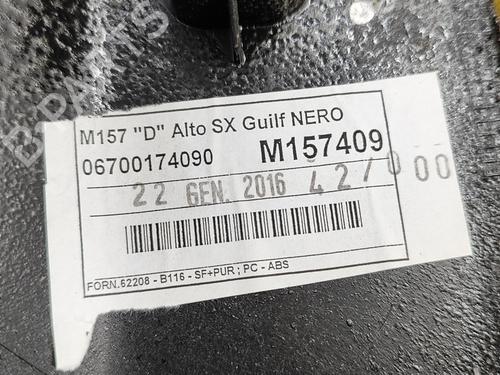 M157 "D" Alto SX Guilf NERO
06700174090 M157409
22 GEN. 2016 42/000
FORN.62208 - B116 - SF+PUR ; PC - ABS
B-PARTS